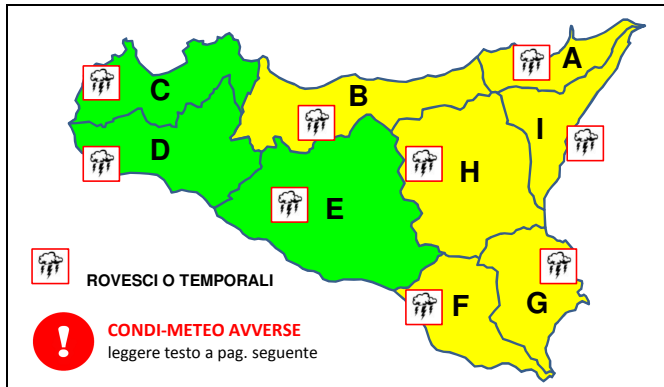 A
B
C
I
D
H
E
ROVESCI O TEMPORALI
F
G
!
CONDI-METEO AVVERSE
leggere testo a pag. seguente